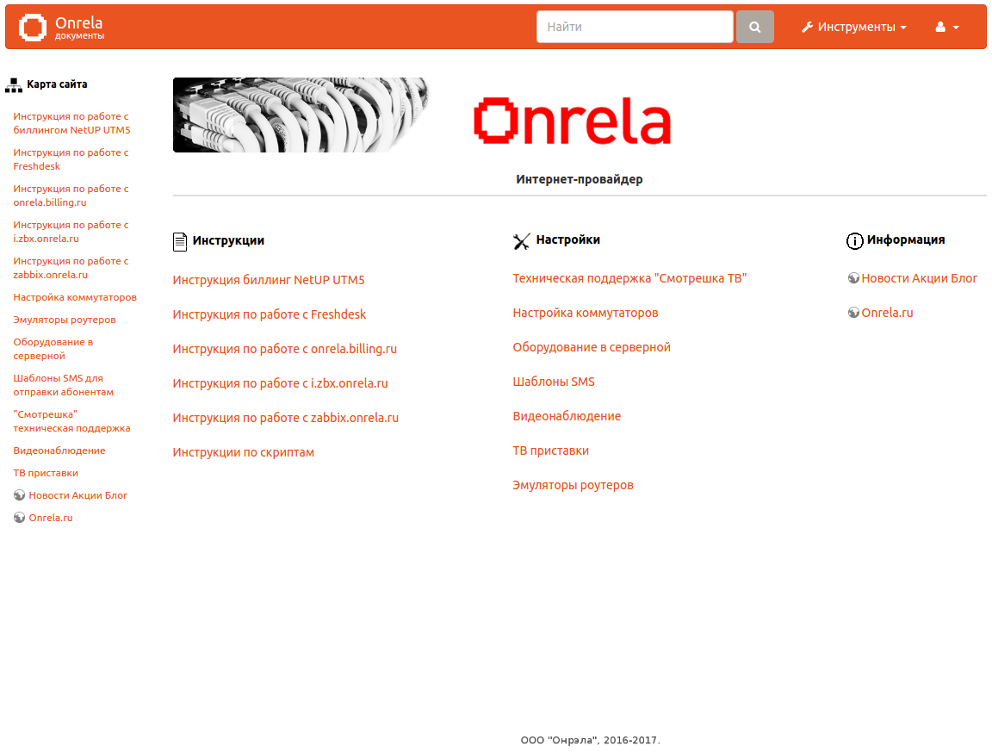 Onrela
документы
Найти
Инструменты
Карта сайта
Инструкция по работе с
биллингом NetUP UTM5
Инструкция по работе с
Freshdesk
Инструкция по работе с
onrela.billing.ru
Инструкция по работе с
i.zbx.onrela.ru
Инструкция по работе с
zabbix.onrela.ru
Настройка коммутаторов
Эмуляторы роутеров
Оборудование в
серверной
Шаблоны SMS для
отправки абонентам
"Смотрешка"
техническая поддержка
Видеонаблюдение
ТВ приставки
Новости Акции Блог
Onrela.ru
Onrela
Интернет-провайдер
Инструкции
Инструкция биллинг NetUP UTM5
Инструкция по работе с Freshdesk
Инструкция по работе с onrela.billing.ru
Инструкция по работе с i.zbx.onrela.ru
Инструкция по работе с zabbix.onrela.ru
Инструкции по скриптам
Настройки
Техническая поддержка "Смотрешка ТВ"
Настройка коммутаторов
Оборудование в серверной
Шаблоны SMS
Видеонаблюдение
ТВ приставки
Эмуляторы роутеров
Информация
Новости Акции Блог
Onrela.ru
ООО "Онрэла", 2016-2017.